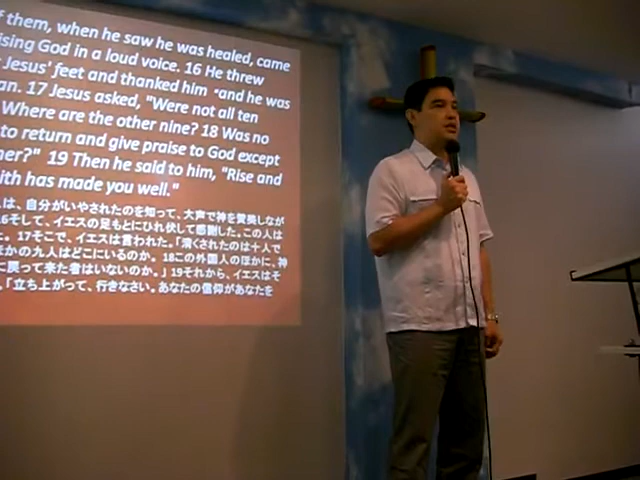 f them, when he saw he was healed, came
ising God in a loud voice. 16 He threw
Jesus' feet and thanked him -and he was
an. 17 Jesus asked, "Were not all ten
Where are the other nine? 18 Was no
to return and give praise to God except
ner?" 19 Then he said to him, "Rise and
ith has made you well."
は、自分がいやされたのを知って、大声で神を賛美しなが
16そして、イエスの足もとにひれ伏して感謝した。この人は
。17そこで、イエスは言われた。「清くされたのは十人で
かの九人はどこにいるのか。18この外国人のほかに、神
に戻って来た者はいないのか。」19それから、イエスはそ
「立ち上がって、行きなさい。あなたの信仰があなたを